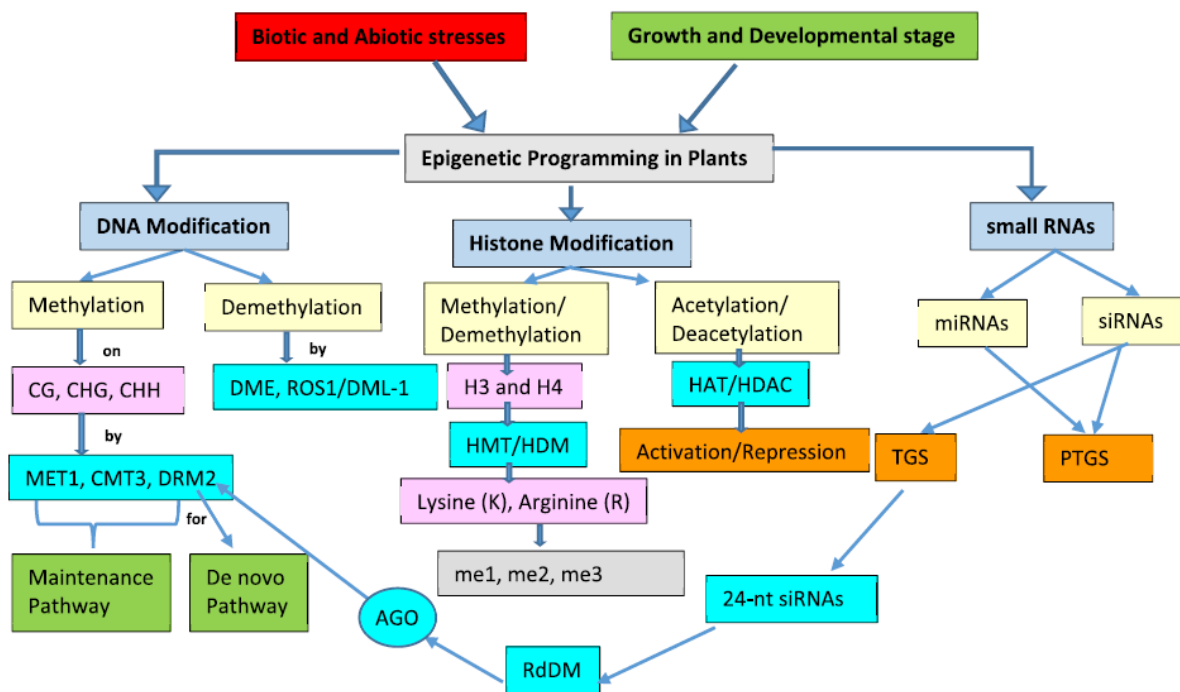 Biotic and Abiotic stresses
Growth and Developmental stage
Epigenetic Programming in Plants
DNA Modification
Histone Modification
small RNAs
Methylation
Demethylation
Methylation/
Demethylation
Acetylation/
Deacetylation
miRNAs
siRNAs
on
by
CG, CHG, CHH
DME, ROS1/DML-1
H3 and H4
HAT/HDAC
by
HMT/HDM
Activation/Repression
TGS
PTGS
MET1, CMT3, DRM2
Lysine (K), Arginine (R)
for
Maintenance
Pathway
De novo
Pathway
me1, me2, me3
24-nt siRNAs
AGO
RdDM